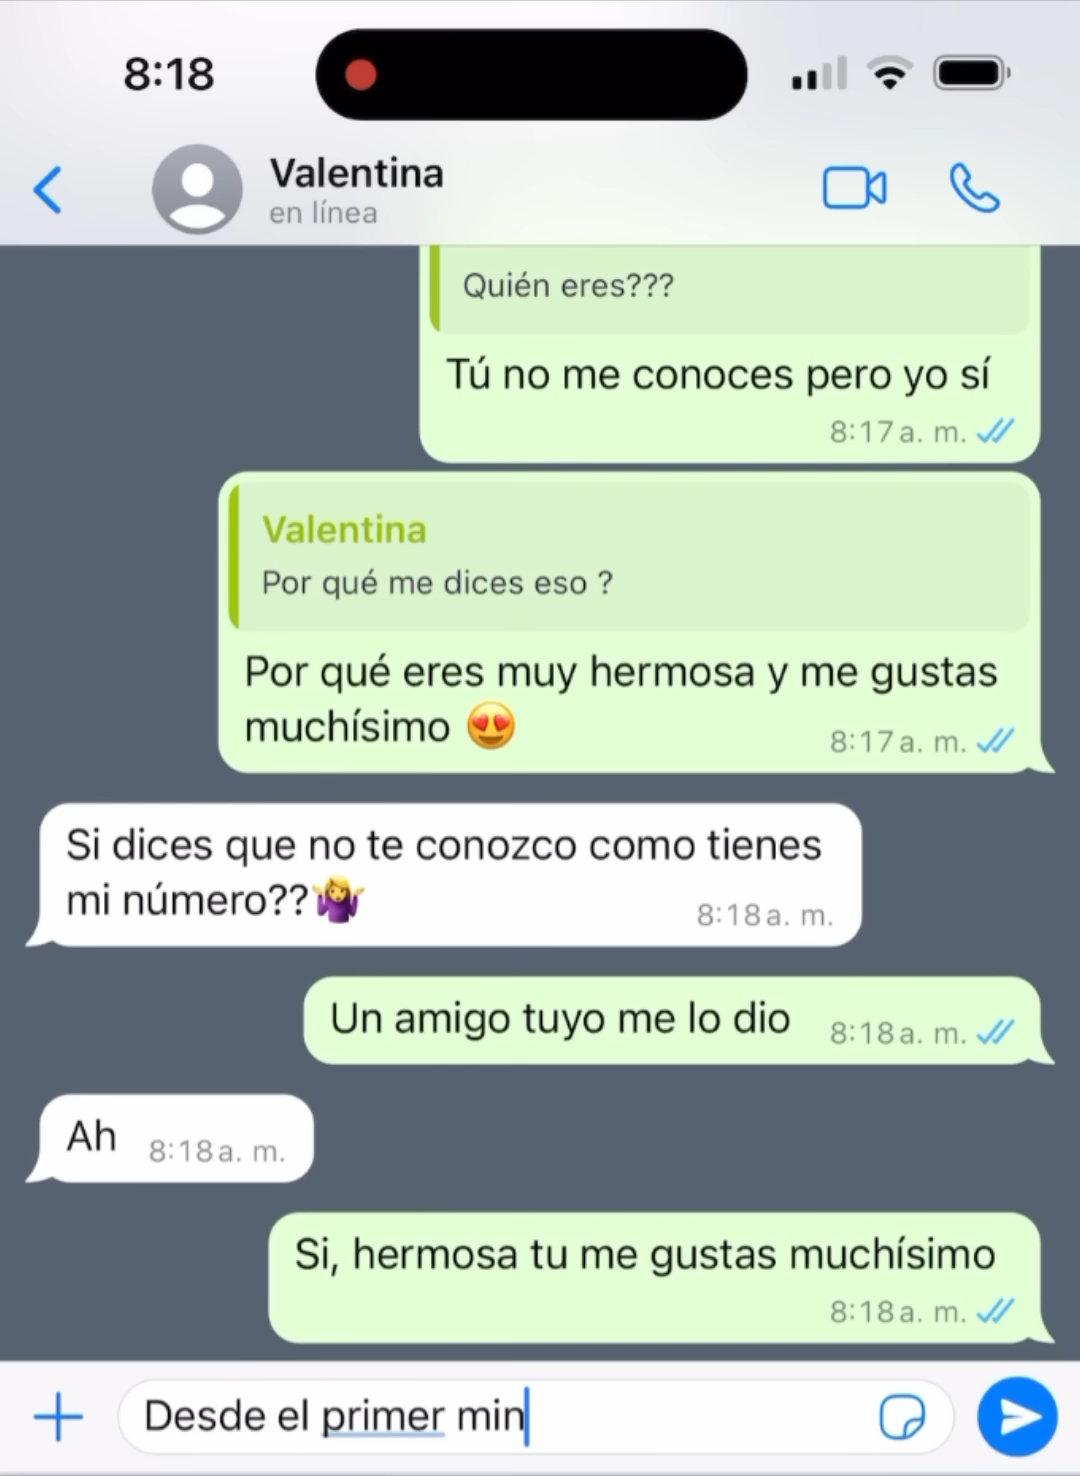 8:18
Valentina
en línea
Quién eres???
Tú no me conoces pero yo sí
8:17 a. m.
Valentina
Por qué me dices eso ?
Por qué eres muy hermosa y me gustas
muchísimo 😍
8:17 a. m.
Si dices que no te conozco como tienes
mi número??🤷‍♀️
8:18 a. m.
Un amigo tuyo me lo dio 8:18 a. m.
Ah 8:18 a. m.
Si, hermosa tu me gustas muchísimo
8:18 a. m.
Desde el primer min